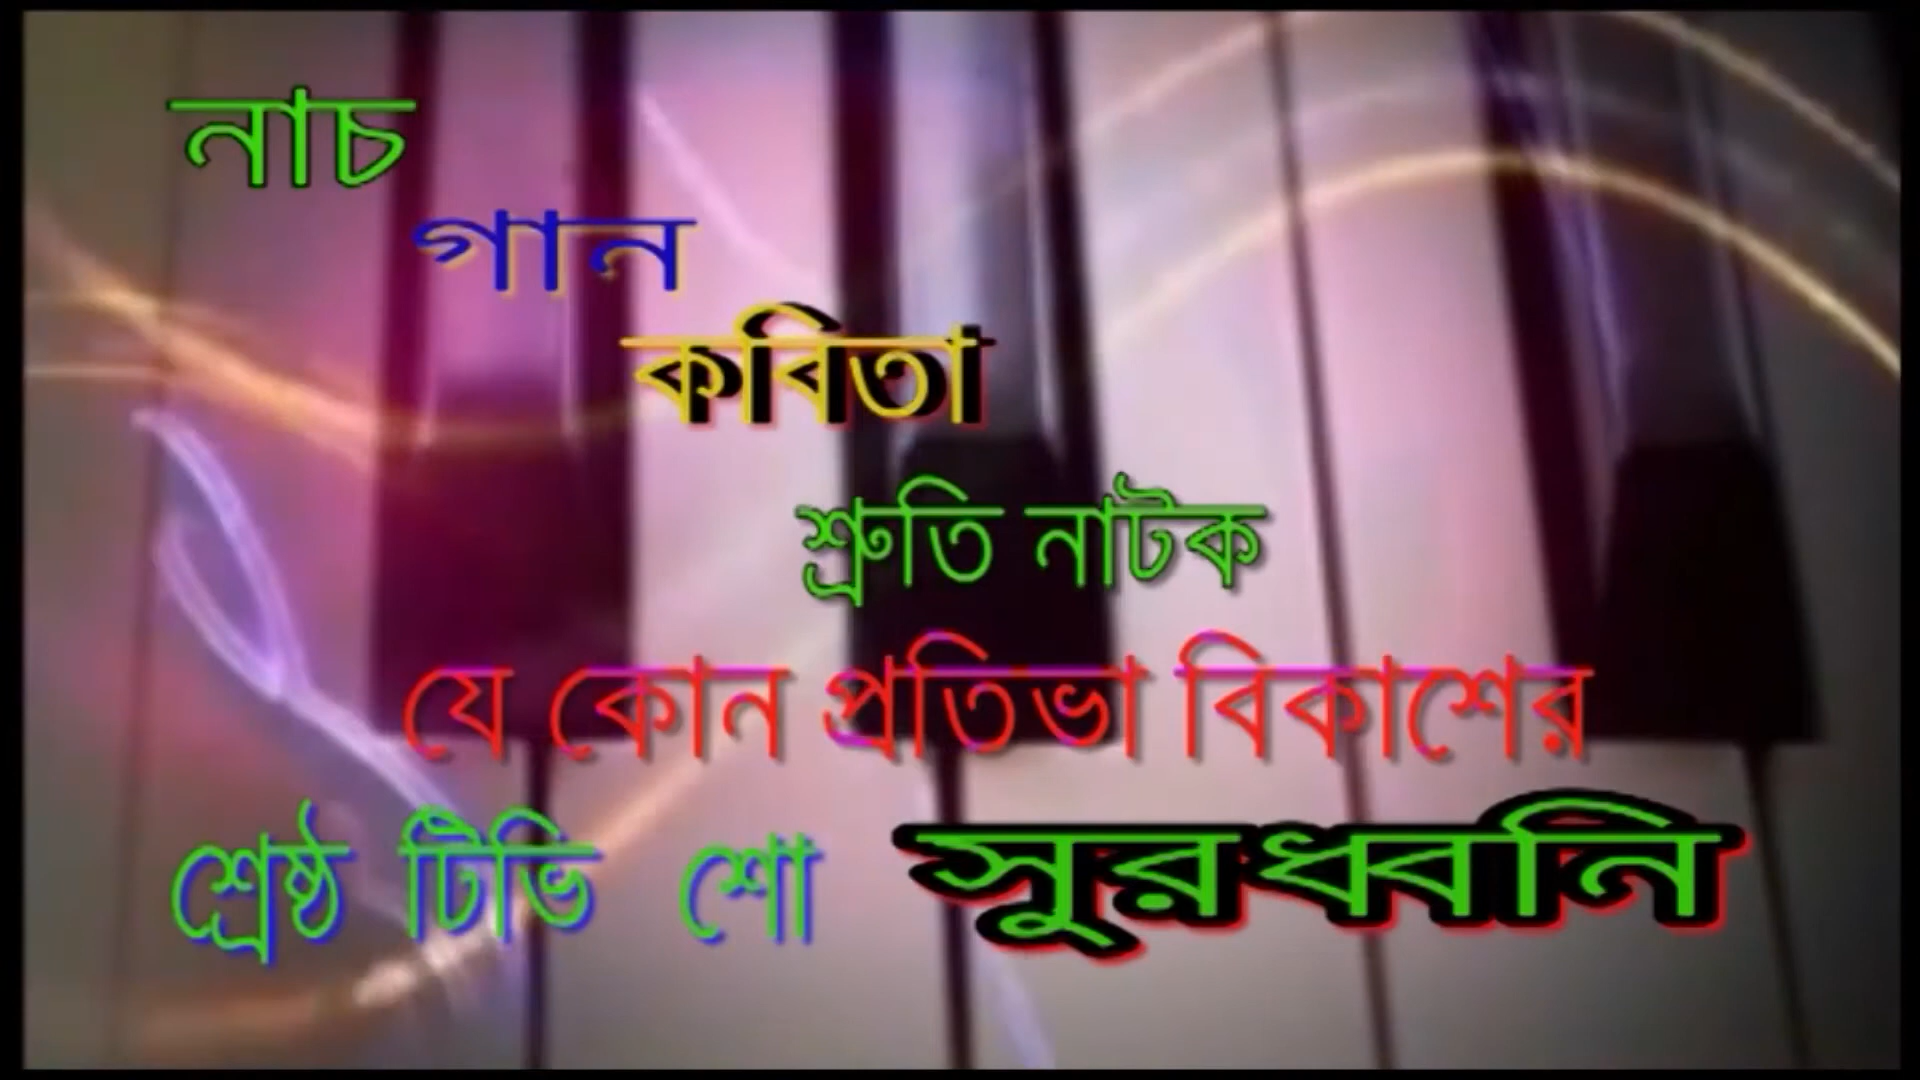 নাচ
গান
কবিতা
শ্রুতি নাটক
যে কোন প্রতিভা বিকাশের
শ্রেষ্ঠ টিভি শো সুরধ্বনি